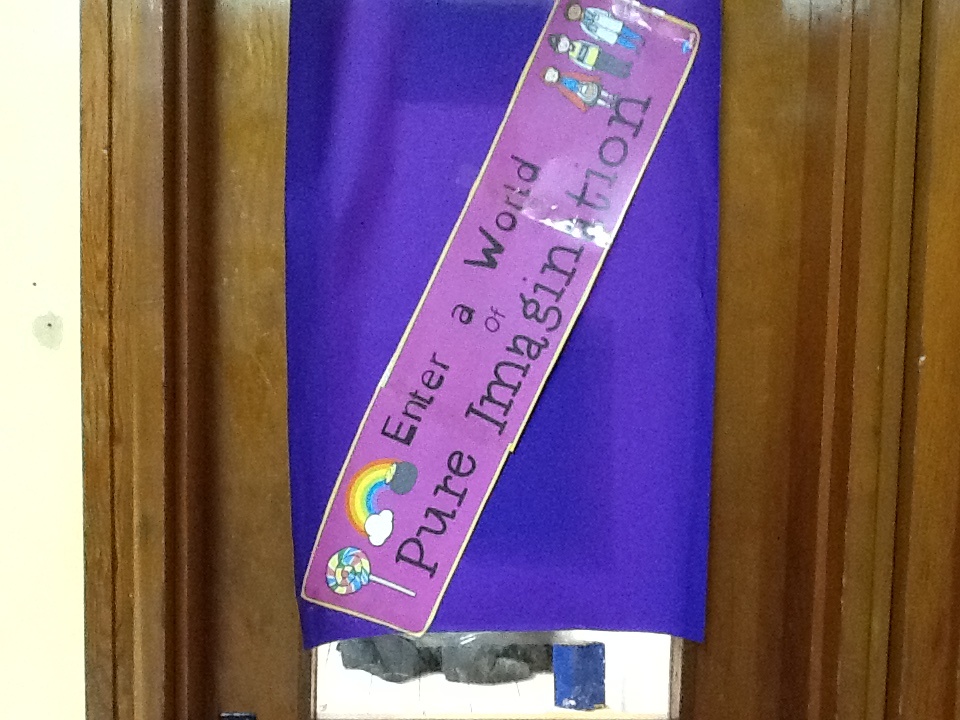 Enter a World
Of
Pure Imagination